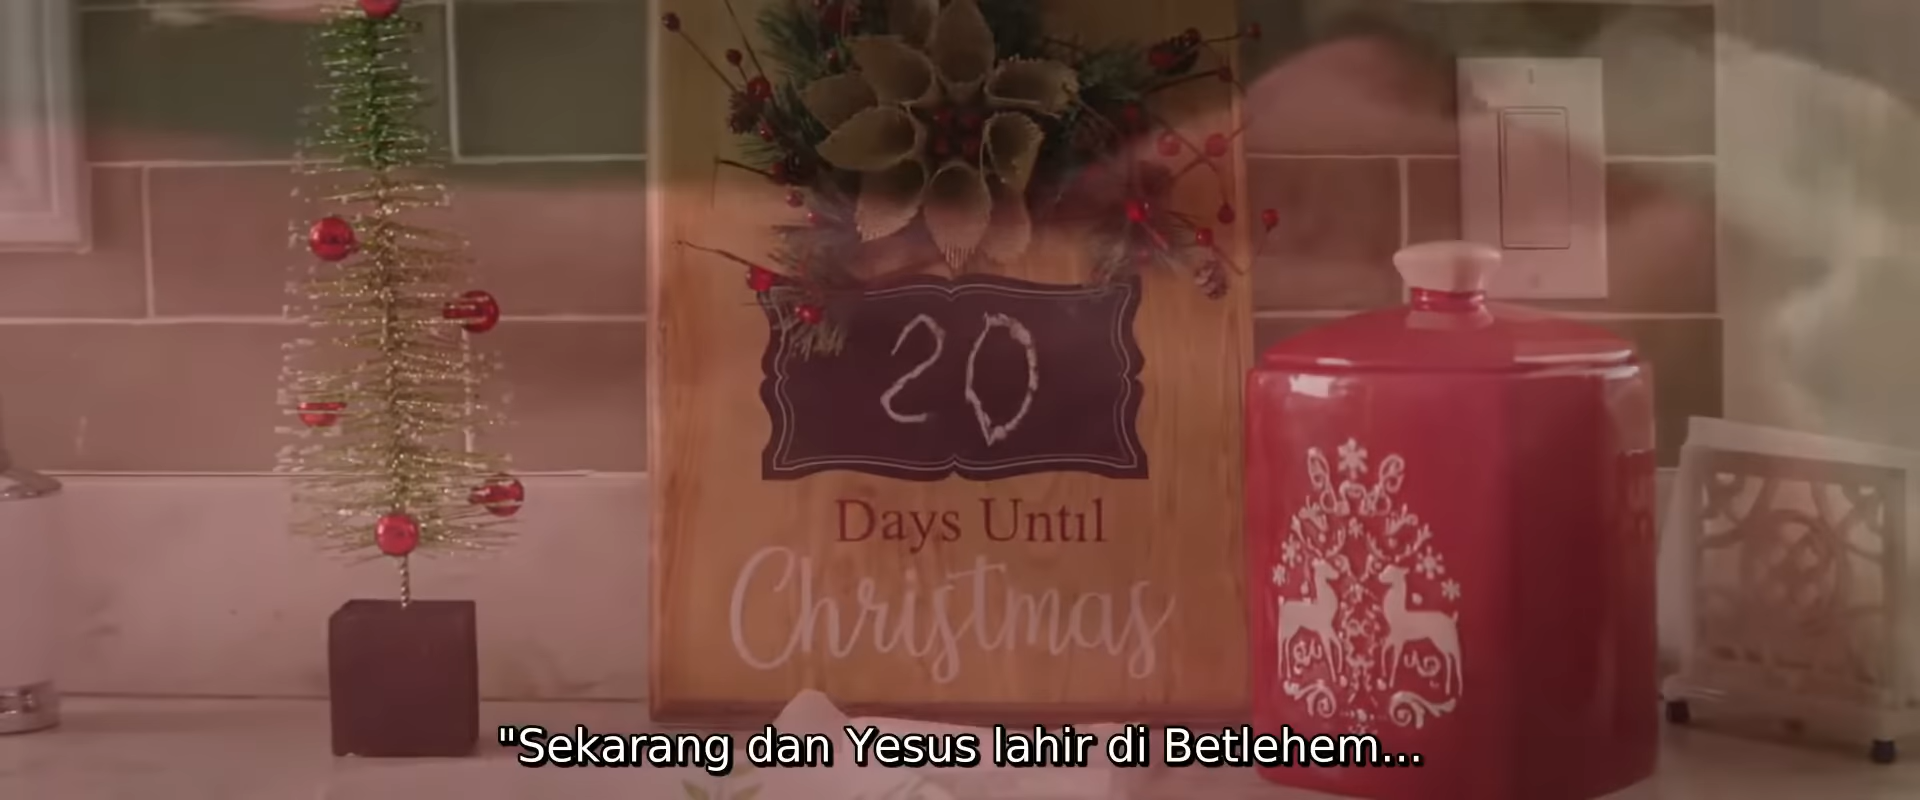 20
Days Until
Christmas
"Sekarang dan Yesus lahir di Betlehem...